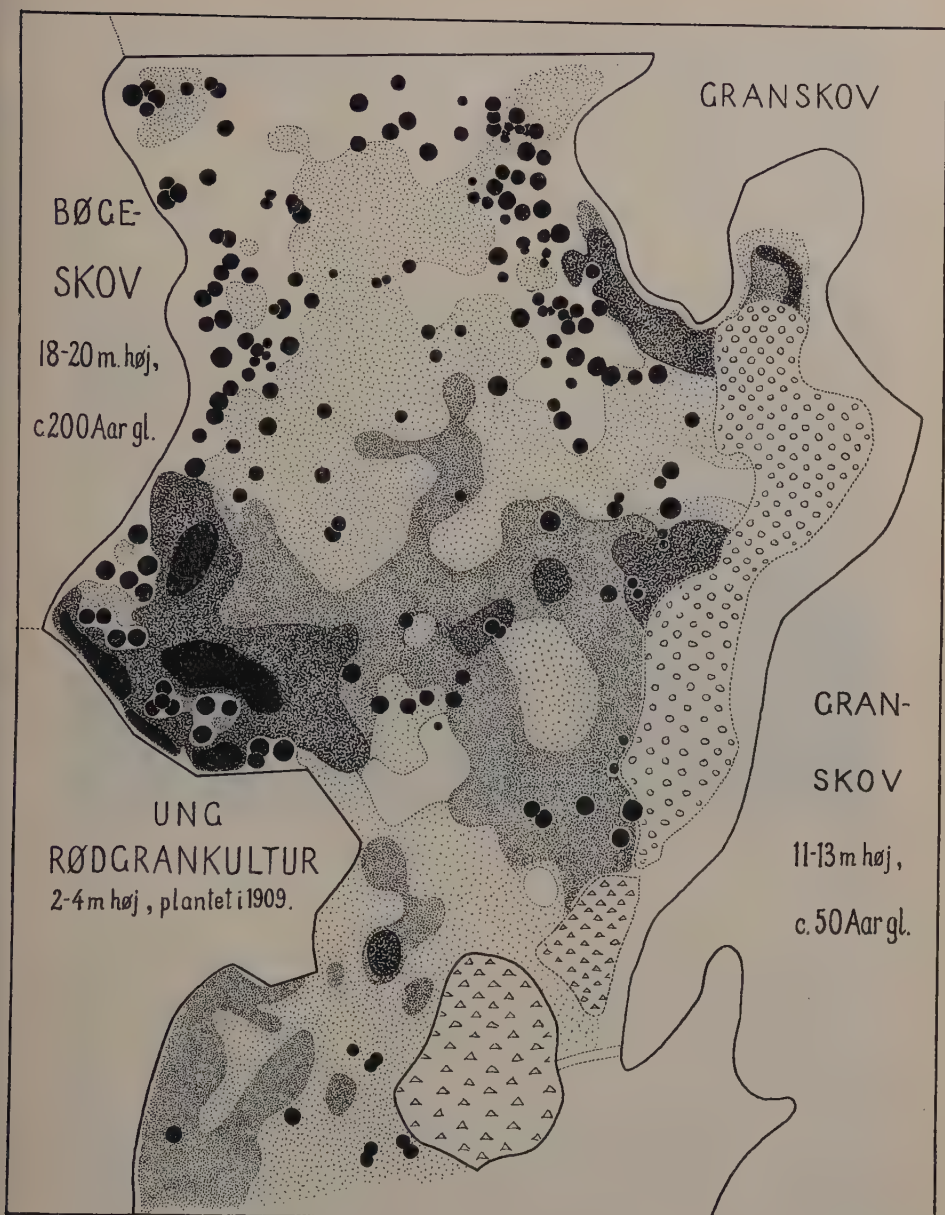 GRANSKOV
BØGE-
SKOV
18-20 m. høj,
c 200 Aar gl.
GRAN-
SKOV
11-13 m høj,
c. 50 Aar gl.
UNG
RØDGRANKULTUR
2-4 m høj, plantet i 1909.